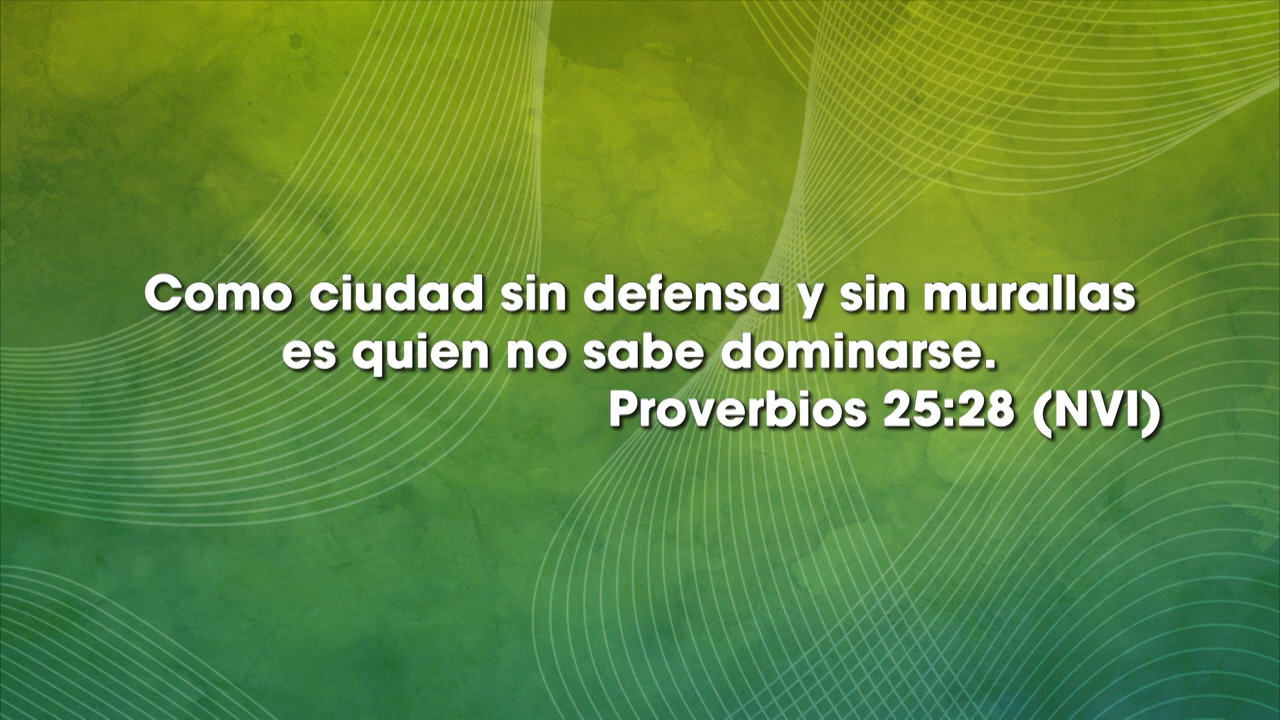 Como ciudad sin defensa y sin murallas
es quien no sabe dominarse.
Proverbios 25:28 (NVI)